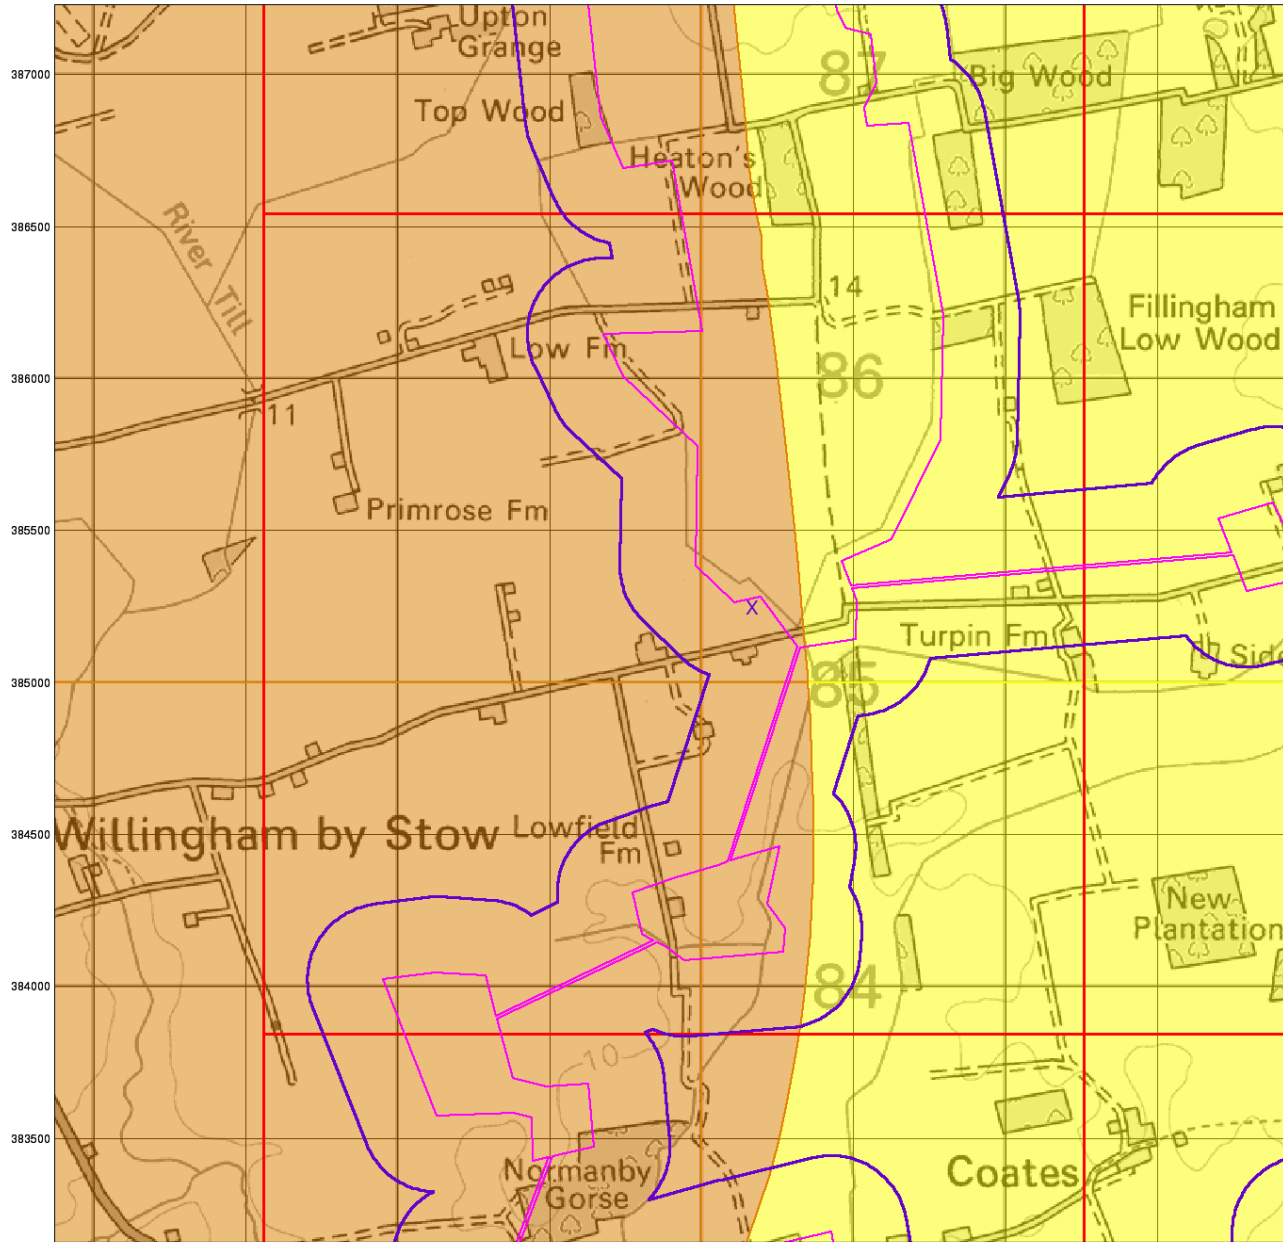 Upton
Grange
87
387000
Big Wood
Top Wood
Heaton's
Wood
386500
River Till
14
Fillingham
Low Wood
Low Fm
86
386000
11
Primrose Fm
385500
X
Turpin Fm
Side
385000
85
Willingham by Stow
384500
Lowfield
Fm
New
Plantation
384000
84
10
383500
Normanby
Gorse
Coates